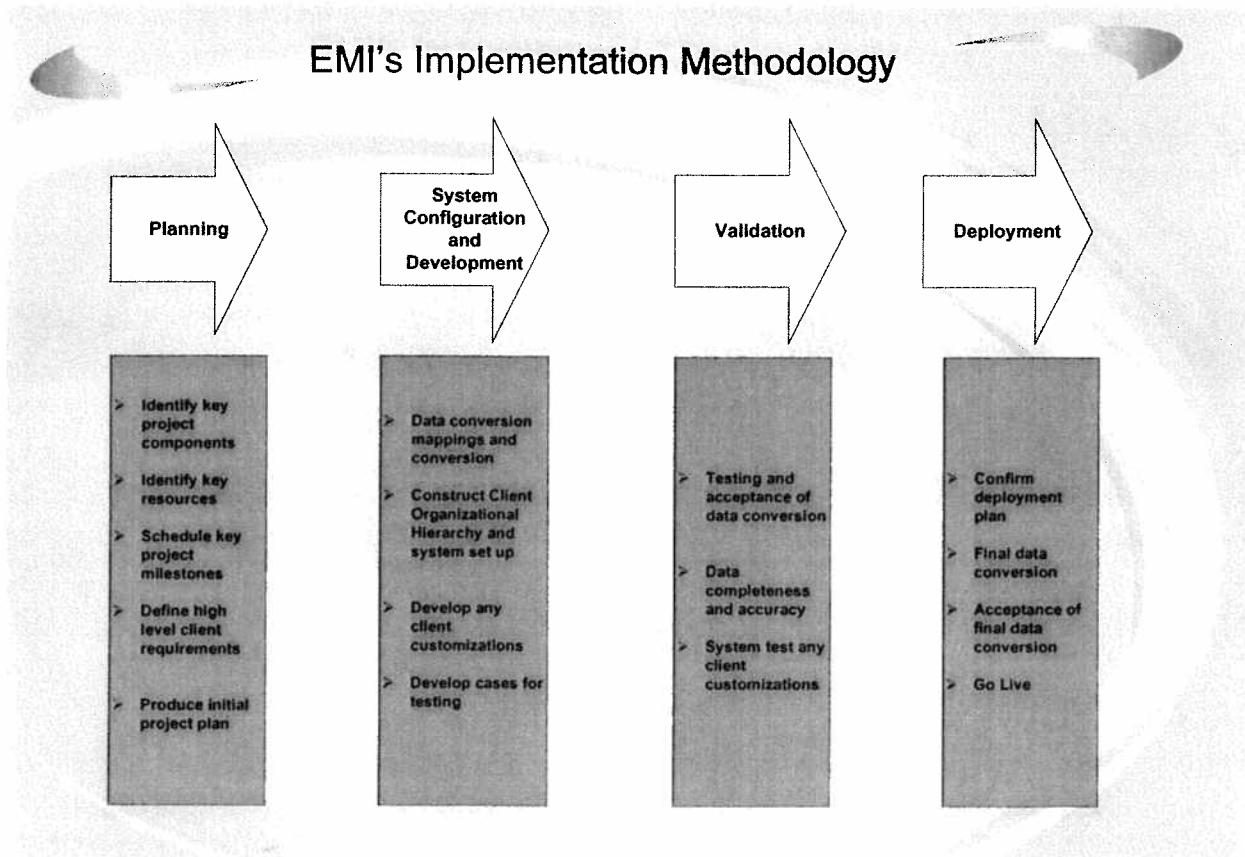 EMI's Implementation Methodology
Planning
System
Configuration
and
Development
Validation
Deployment
➢ Identify key
project
components
➢ Identify key
resources
➢ Schedule key
project
milestones
➢ Define high
level client
requirements
➢ Produce initial
project plan
➢ Data conversion
mappings and
conversion
➢ Construct Client
Organizational
Hierarchy and
system set up
➢ Develop any
client
customizations
➢ Develop cases for
testing
➢ Testing and
acceptance of
data conversion
➢ Data
completeness
and accuracy
➢ System test any
client
customizations
➢ Confirm
deployment
plan
➢ Final data
conversion
➢ Acceptance of
final data
conversion
➢ Go Live